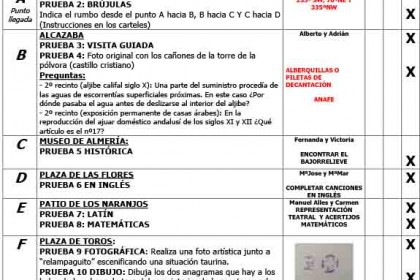 A
Punto llegada
PRUEBA 2: BRÚJULAS
Indica el rumbo desde el punto A hacia B, B hacia C Y C hacia D
(Instrucciones en los carteles)
335ºNW
B
ALCAZABA
PRUEBA 3: VISITA GUIADA
PRUEBA 4: Foto original con los cañones de la torre de la
pólvora (castillo cristiano)
Preguntas:
- 2º recinto (aljibe califal siglo X): Una parte del suministro procedía de
las aguas de escorrentías superficiales próximas. En este caso ¿Por
dónde pasaba el agua antes de deslizarse al interior del aljibe?
- 2º recinto (exposición permanente de casas árabes): En la
reproducción del ajuar doméstico andalusí de los siglos XI y XII ¿Qué
artículo es el nº17?
Alberto y Adrián
ALBERQUILLAS O
PILETAS DE
DECANTACIÓN
ANAFE
X
X
C
MUSEO DE ALMERÍA:
PRUEBA 5 HISTÓRICA
Fernanda y Victoria
ENCONTRAR EL
BAJORRELIEVE
X
D
PLAZA DE LAS FLORES
PRUEBA 6 EN INGLÉS
MªJose y MªMar
COMPLETAR CANCIONES
EN INGLÉS
X
E
PATIO DE LOS NARANJOS
PRUEBA 7: LATÍN
PRUEBA 8: MATEMÁTICAS
Manuel Alles y Carmen
REPRESENTACIÓN
TEATRAL Y ACERTIJOS
MATEMÁTICOS
X
X
F
PLAZA DE TOROS:
PRUEBA 9 FOTOGRÁFICA: Realiza una foto artística junto a
"relampaguito" escenificando una situación taurina.
PRUEBA 10 DIBUJO: Dibuja los dos anagramas que hay a los
X
X